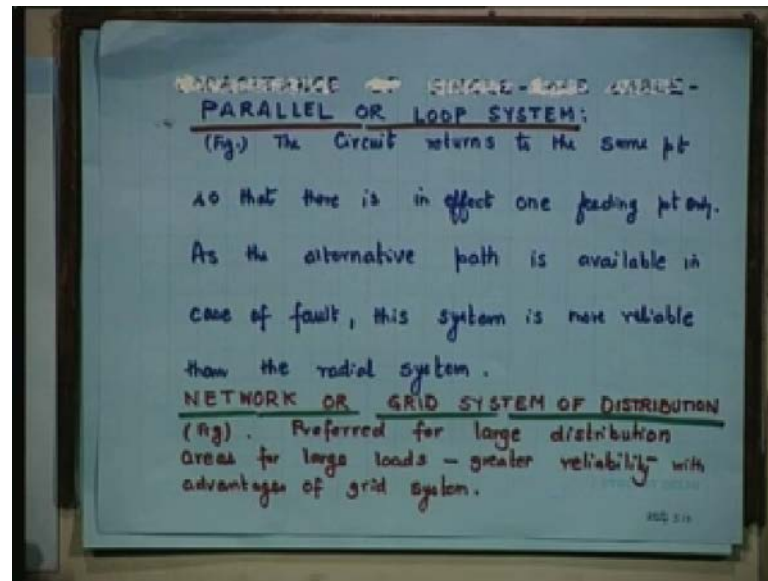 PARALLEL OR LOOP SYSTEM:
(Fig.) The Circuit returns to the same pt
so that there is in effect one feeding pt only.
As the alternative path is available in
case of fault, this system is more reliable
than the radial system.
NETWORK OR GRID SYSTEM OF DISTRIBUTION
(Fig). Preferred for large distribution
areas for large loads - greater reliability with
advantages of grid system.